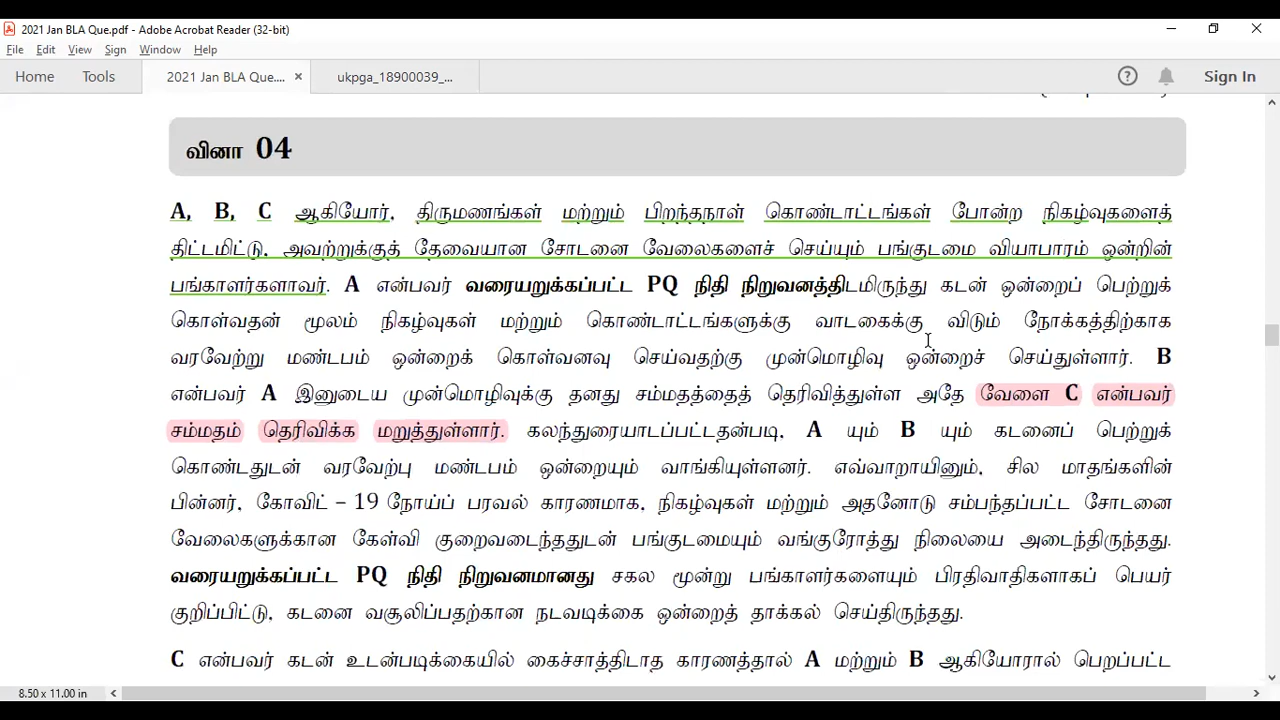 2021 Jan BLA Que.pdf - Adobe Acrobat Reader (32-bit)
File Edit View Sign Window Help
Home Tools 2021 Jan BLA Que.... × ukpga_18900039_... Sign In
வினா 04
A, B, C ஆகியோர், திருமணங்கள் மற்றும் பிறந்தநாள் கொண்டாட்டங்கள் போன்ற நிகழ்வுகளைத்
திட்டமிட்டு, அவற்றுக்குத் தேவையான சோடனை வேலைகளைச் செய்யும் பங்குடமை வியாபாரம் ஒன்றின்
பங்காளர்களாவர். A என்பவர் வரையறுக்கப்பட்ட PQ நிதி நிறுவனத்திடமிருந்து கடன் ஒன்றைப் பெற்றுக்
கொள்வதன் மூலம் நிகழ்வுகள் மற்றும் கொண்டாட்டங்களுக்கு வாடகைக்கு விடும் நோக்கத்திற்காக
வரவேற்று மண்டபம் ஒன்றைக் கொள்வனவு செய்வதற்கு முன்மொழிவு ஒன்றைச் செய்துள்ளார். B
என்பவர் A இனுடைய முன்மொழிவுக்கு தனது சம்மதத்தைத் தெரிவித்துள்ள அதே வேளை C என்பவர்
சம்மதம் தெரிவிக்க மறுத்துள்ளார். கலந்துரையாடப்பட்டதன்படி, A யும் B யும் கடனைப் பெற்றுக்
கொண்டதுடன் வரவேற்பு மண்டபம் ஒன்றையும் வாங்கியுள்ளனர். எவ்வாறாயினும், சில மாதங்களின்
பின்னர், கோவிட் – 19 நோய்ப் பரவல் காரணமாக, நிகழ்வுகள் மற்றும் அதனோடு சம்பந்தப்பட்ட சோடனை
வேலைகளுக்கான கேள்வி குறைவடைந்ததுடன் பங்குடமையும் வங்குரோத்து நிலையை அடைந்திருந்தது.
வரையறுக்கப்பட்ட PQ நிதி நிறுவனமானது சகல மூன்று பங்காளர்களையும் பிரதிவாதிகளாகப் பெயர்
குறிப்பிட்டு, கடனை வசூலிப்பதற்கான நடவடிக்கை ஒன்றைத் தாக்கல் செய்திருந்தது.
C என்பவர் கடன் உடன்படிக்கையில் கைச்சாத்திடாத காரணத்தால் A மற்றும் B ஆகியோரால் பெறப்பட்ட
8.50 x 11.00 in